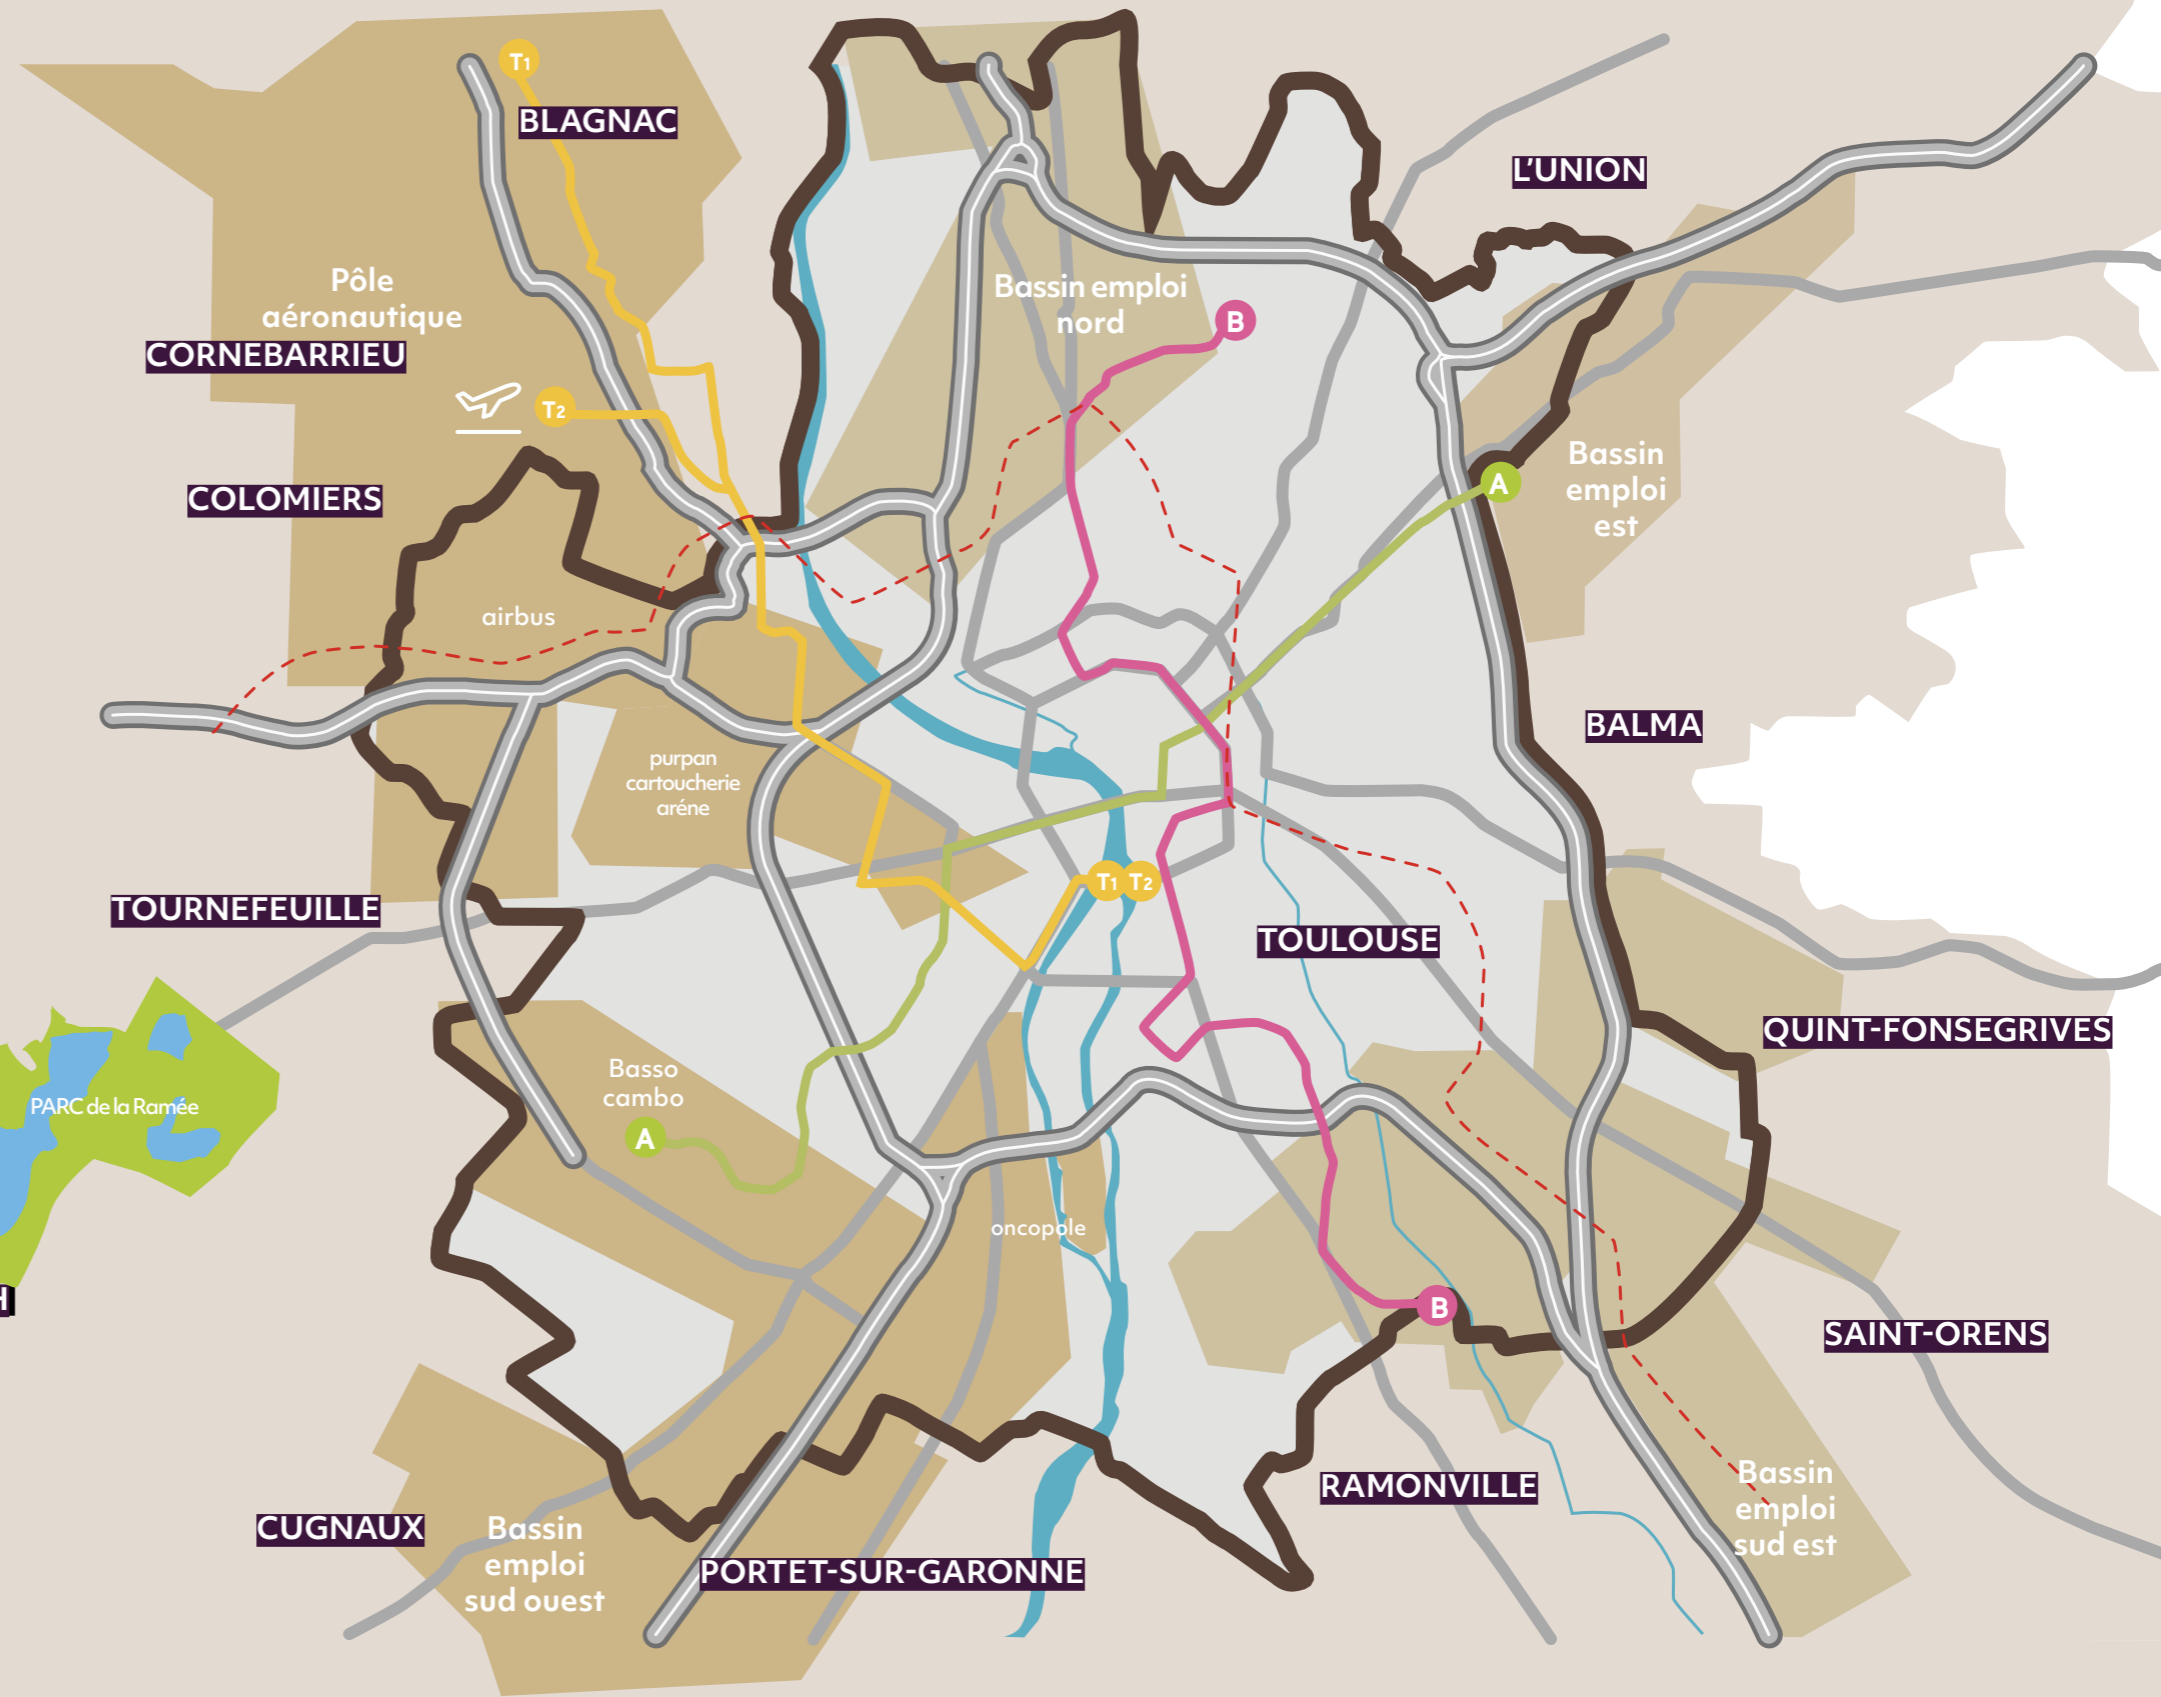 T1
BLAGNAC
L'UNION
Pôle
aéronautique
CORNEBARRIEU
Bassin emploi
nord
B
T2
COLOMIERS
Bassin
emploi
est
A
airbus
BALMA
purpan
cartoucherie
aréne
T1 T2
TOURNEFEUILLE
TOULOUSE
QUINT-FONSEGRIVES
Basso
cambo
A
PARC de la Ramée
oncopole
H
B
SAINT-ORENS
RAMONVILLE
Bassin
emploi
sud est
CUGNAUX
Bassin
emploi
sud ouest
PORTET-SUR-GARONNE